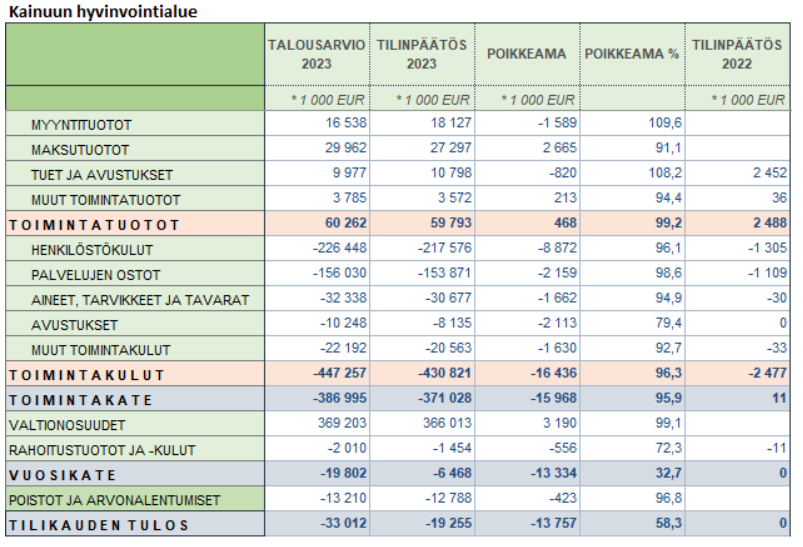 Kainuun hyvinvointialue
TALOUSARVIO 2023 TILINPÄÄTÖS 2023 POIKKEAMA POIKKEAMA % TILINPÄÄTÖS 2022
* 1 000 EUR * 1 000 EUR * 1 000 EUR * 1 000 EUR
MYYNTITUOTOT 16 538 18 127 -1 589 109,6
MAKSUTUOTOT 29 962 27 297 2 665 91,1
TUET JA AVUSTUKSET 9 977 10 798 -820 108,2 2 452
MUUT TOIMINTATUOTOT 3 785 3 572 213 94,4 36
TOIMINTATUOTOT 60 262 59 793 468 99,2 2 488
HENKILÖSTÖKULUT -226 448 -217 576 -8 872 96,1 -1 305
PALVELUJEN OSTOT -156 030 -153 871 -2 159 98,6 -1 109
AINEET, TARVIKKEET JA TAVARAT -32 338 -30 677 -1 662 94,9 -30
AVUSTUKSET -10 248 -8 135 -2 113 79,4 0
MUUT TOIMINTAKULUT -22 192 -20 563 -1 630 92,7 -33
TOIMINTAKULUT -447 257 -430 821 -16 436 96,3 -2 477
TOIMINTAKATE -386 995 -371 028 -15 968 95,9 11
VALTIONOSUUDET 369 203 366 013 3 190 99,1
RAHOITUSTUOTOT JA -KULUT -2 010 -1 454 -556 72,3 -11
VUOSIKATE -19 802 -6 468 -13 334 32,7 0
POISTOT JA ARVONALENTUMISET -13 210 -12 788 -423 96,8
TILIKAUDEN TULOS -33 012 -19 255 -13 757 58,3 0